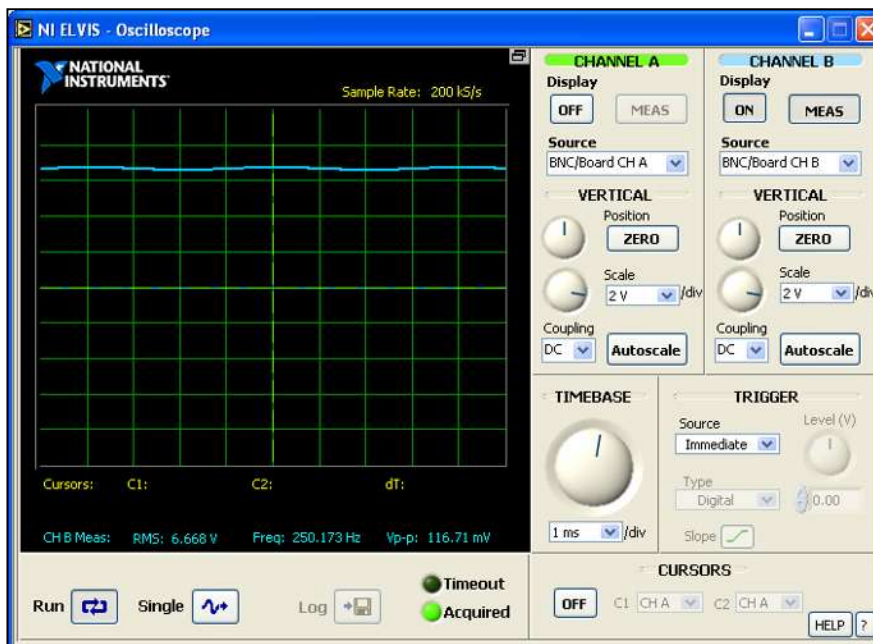 NI ELVIS - Oscilloscope
NATIONAL
INSTRUMENTS
Sample Rate: 200 kS/s
Cursors: C1: C2: dT:
CH B Meas: RMS: 6.668 V Freq: 250.173 Hz Vp-p: 116.71 mV
Run Single Log
Timeout
Acquired
CHANNEL A
Display
OFF MEAS
Source
BNC/Board CH A
VERTICAL
Position
ZERO
Scale
2 V /div
Coupling
DC Autoscale
CHANNEL B
Display
ON MEAS
Source
BNC/Board CH B
VERTICAL
Position
ZERO
Scale
2 V /div
Coupling
DC Autoscale
TIMEBASE
1 ms /div
TRIGGER
Source Level (V)
Immediate
Type
Digital 0.00
Slope
CURSORS
OFF C1 CH A C2 CH A
HELP ?